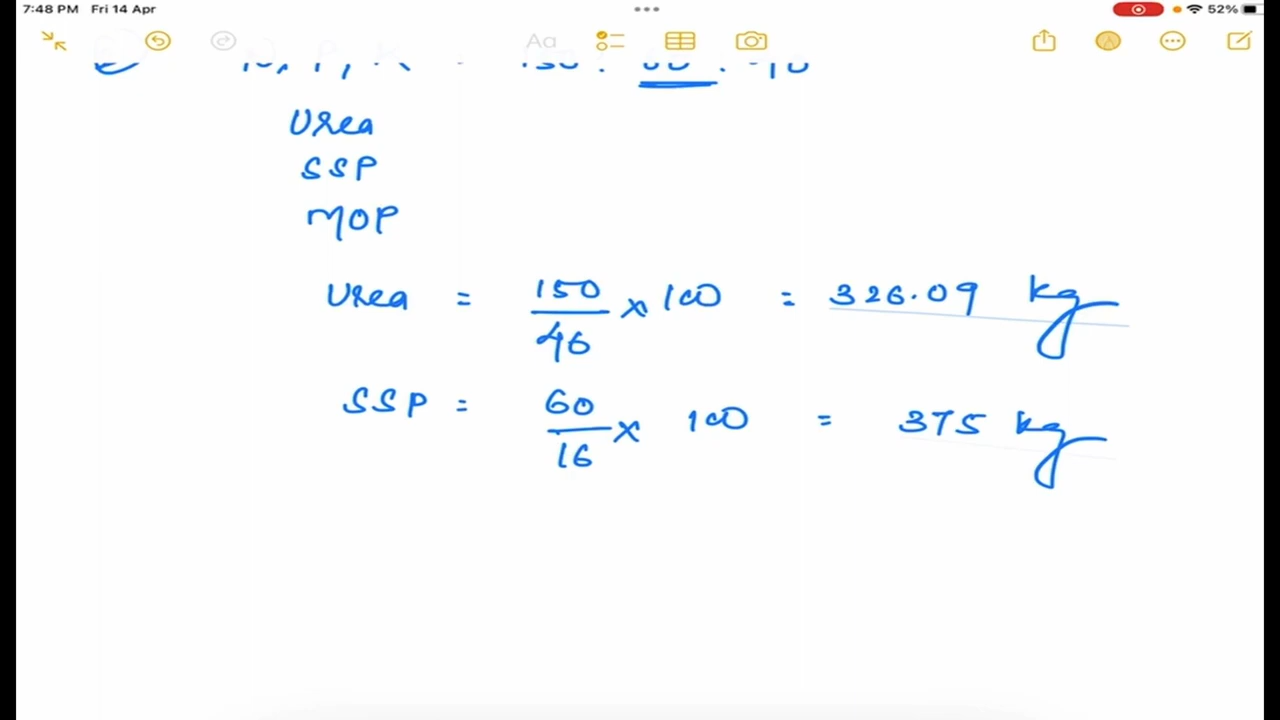 7:48 PM Fri 14 Apr
52%
Aa
Urea
SSP
MOP
Urea = 150/46 × 100 = 326.09 kg
SSP = 60/16 × 100 = 375 kg